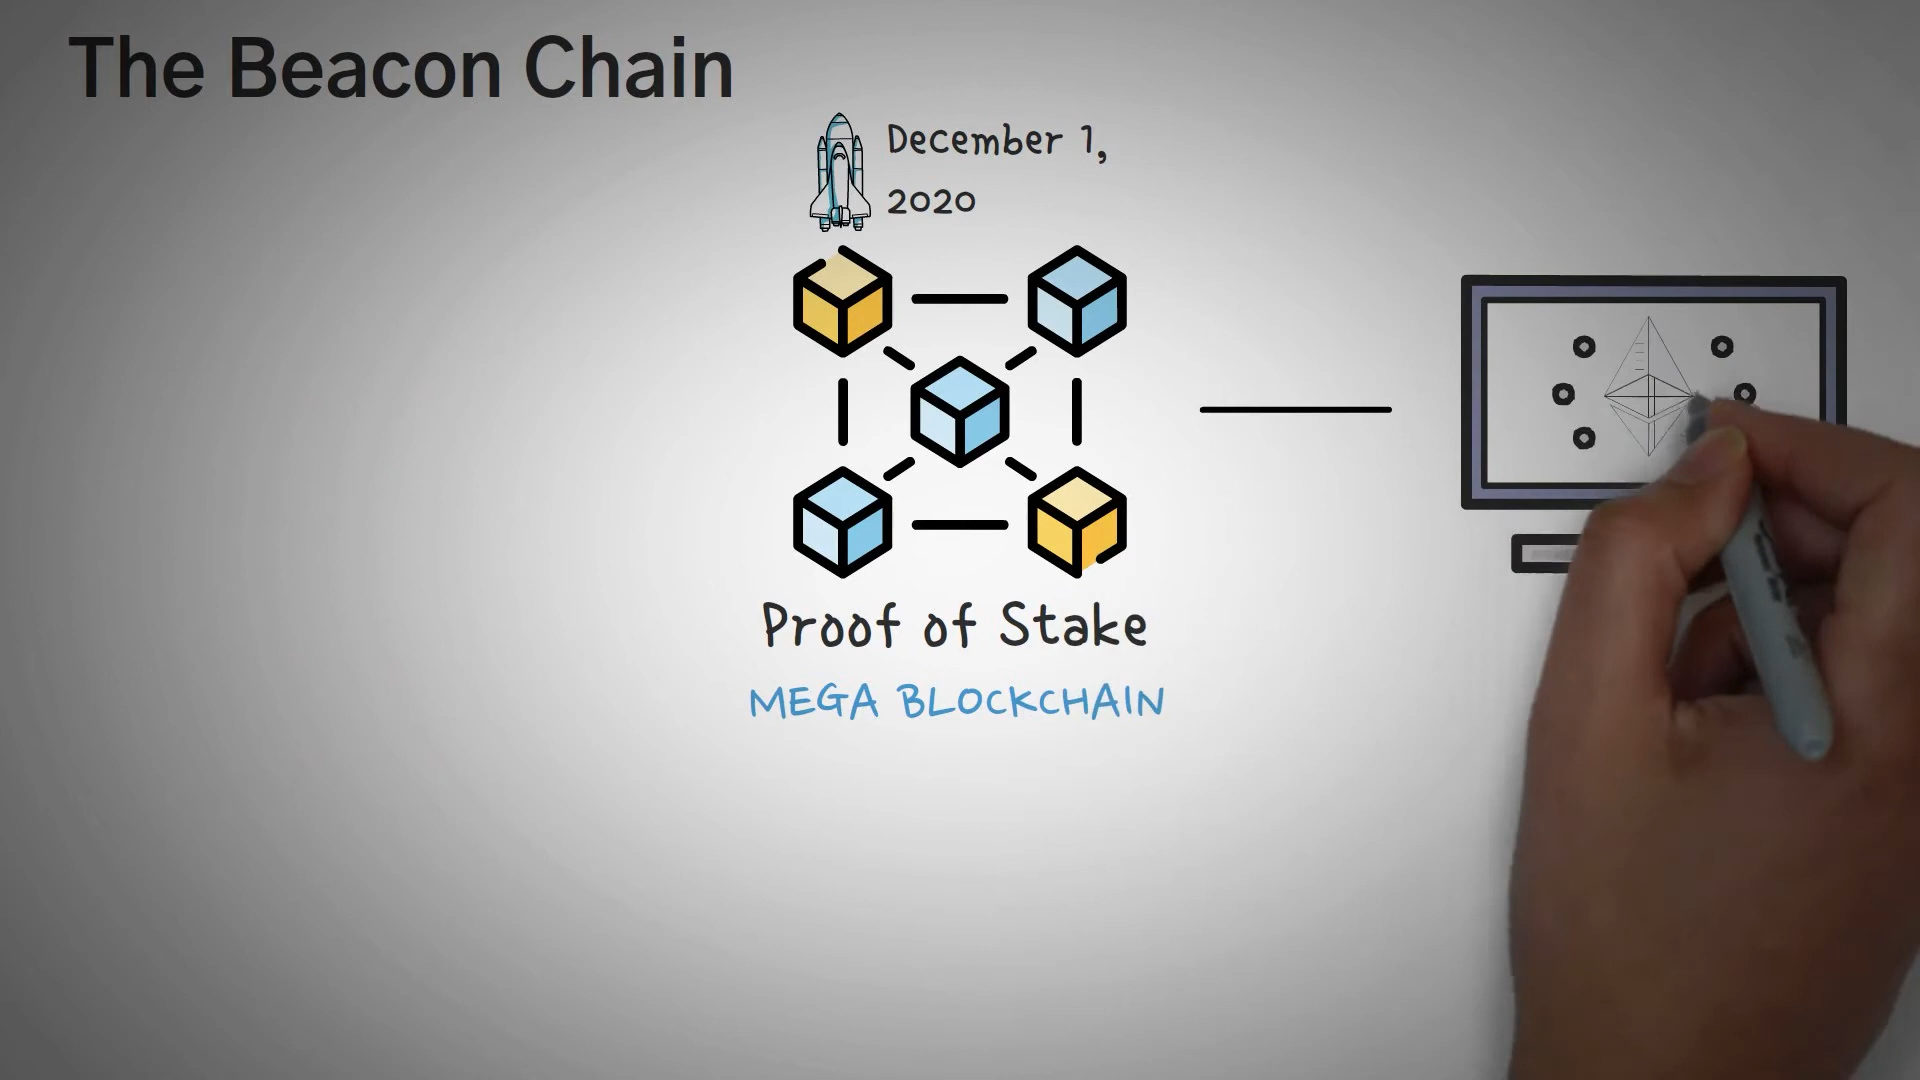 The Beacon Chain
December 1,
2020
Proof of Stake
MEGA BLOCKCHAIN